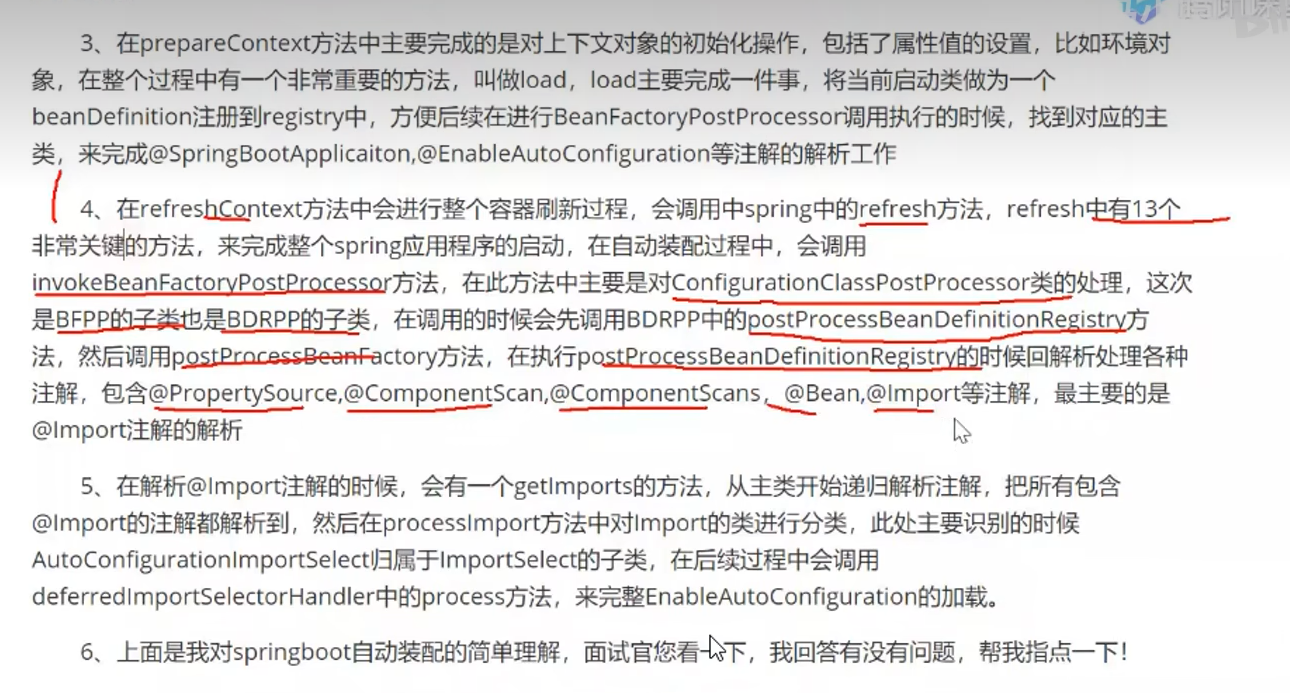 3、在prepareContext方法中主要完成的是对上下文对象的初始化操作，包括了属性值的设置，比如环境对
象，在整个过程中有一个非常重要的方法，叫做load，load主要完成一件事，将当前启动类做为一个
beanDefinition注册到registry中，方便后续在进行BeanFactoryPostProcessor调用执行的时候，找到对应的主
类，来完成@SpringBootApplicaiton,@EnableAutoConfiguration等注解的解析工作
4、在refreshContext方法中会进行整个容器刷新过程，会调用中spring中的refresh方法，refresh中有13个
非常关键的方法，来完成整个spring应用程序的启动，在自动装配过程中，会调用
invokeBeanFactoryPostProcessor方法，在此方法中主要是对ConfigurationClassPostProcessor类的处理，这次
是BFPP的子类也是BDRPP的子类，在调用的时候会先调用BDRPP中的postProcessBeanDefinitionRegistry方
法，然后调用postProcessBeanFactory方法，在执行postProcessBeanDefinitionRegistry的时候回解析处理各种
注解，包含@PropertySource,@ComponentScan,@ComponentScans，@Bean,@Import等注解，最主要的是
@Import注解的解析
5、在解析@Import注解的时候，会有一个getImports的方法，从主类开始递归解析注解，把所有包含
@Import的注解都解析到，然后在processImport方法中对Import的类进行分类，此处主要识别的时候
AutoConfigurationImportSelect归属于ImportSelect的子类，在后续过程中会调用
deferredImportSelectorHandler中的process方法，来完整EnableAutoConfiguration的加载。
6、上面是我对springboot自动装配的简单理解，面试官您看一下，我回答有没有问题，帮我指点一下！